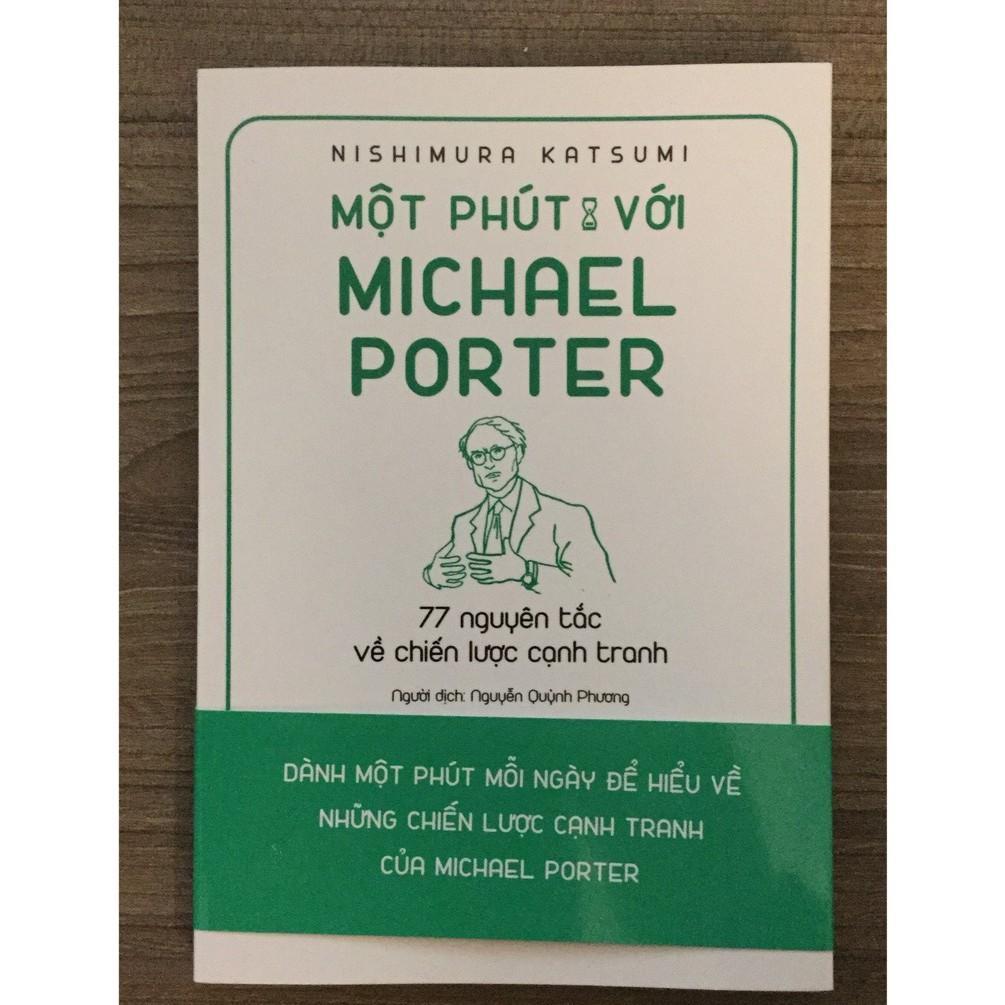 NISHIMURA KATSUMI
MỘT PHÚT VỚI
MICHAEL
PORTER
77 nguyên tắc
về chiến lược cạnh tranh
Người dịch: Nguyễn Quỳnh Phương
DÀNH MỘT PHÚT MỖI NGÀY ĐỂ HIỂU VỀ
NHỮNG CHIẾN LƯỢC CẠNH TRANH
CỦA MICHAEL PORTER